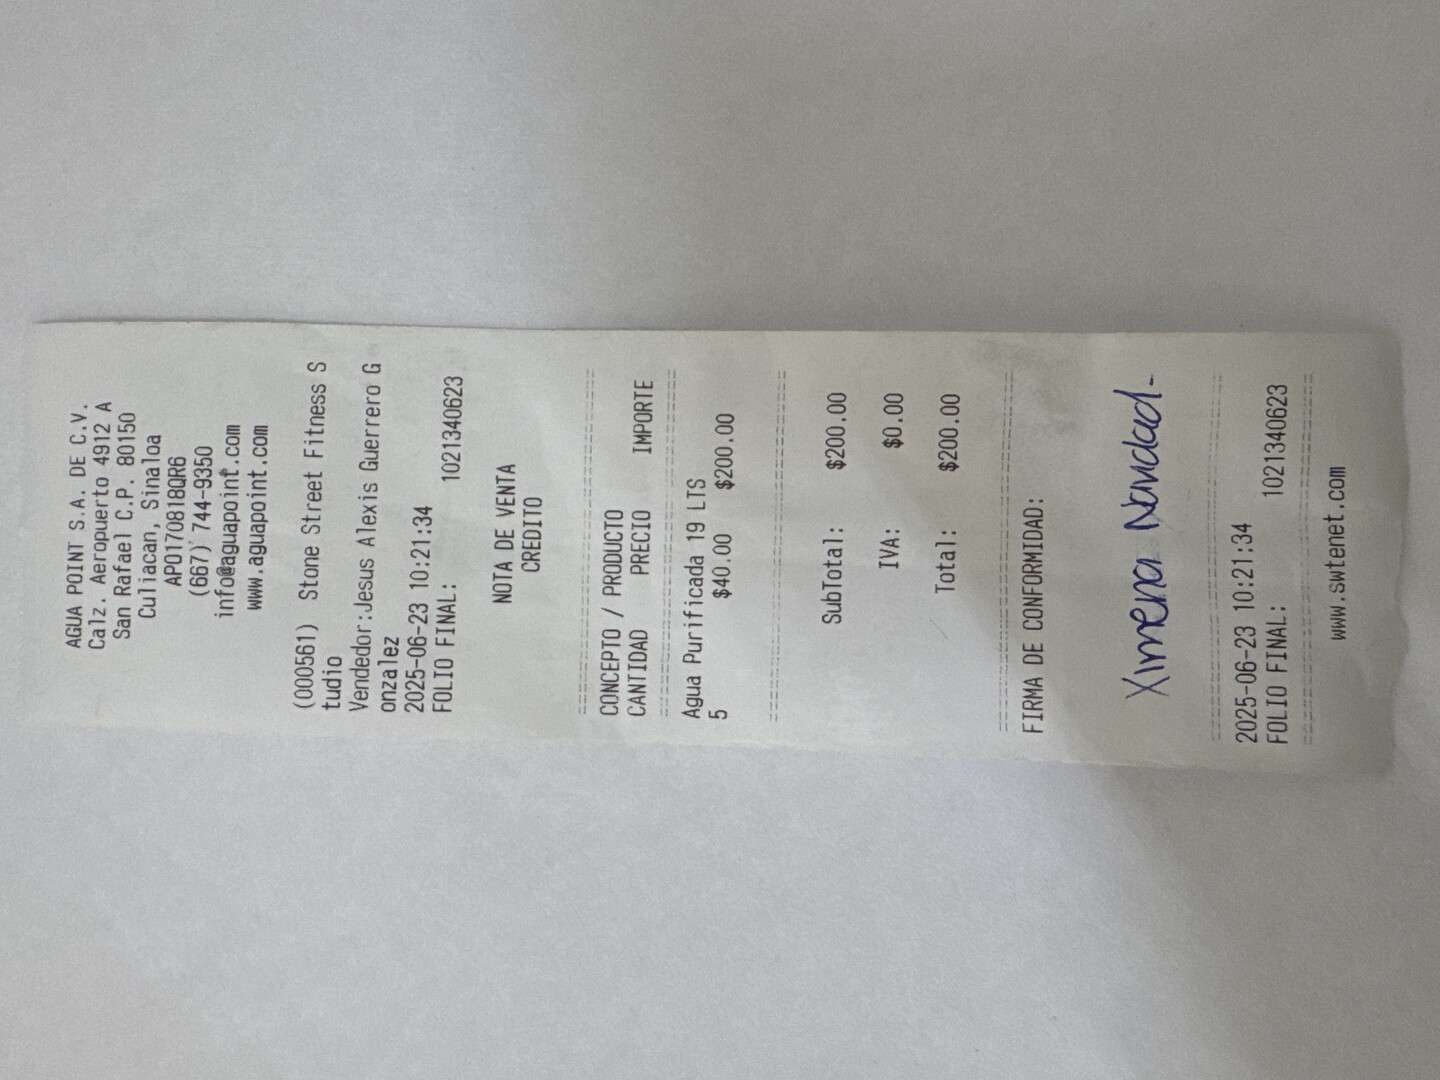 AGUA POINT S.A. DE C.V.
Calz. Aeropuerto 4912 A
San Rafael C.P. 80150
Culiacan, Sinaloa
APO170818QR6
(667) 744-9350
info@aguapoint.com
www.aguapoint.com
(000561) Stone Street Fitness S
tudio
Vendedor:Jesus Alexis Guerrero G
onzalez
2025-06-23 10:21:34
FOLIO FINAL: 1021340623
NOTA DE VENTA
CREDITO
CONCEPTO / PRODUCTO
CANTIDAD PRECIO IMPORTE
Agua Purificada 19 LTS
5 $40.00 $200.00
SubTotal: $200.00
IVA: $0.00
Total: $200.00
FIRMA DE CONFORMIDAD:
Ximena
2025-06-23 10:21:34
FOLIO FINAL: 1021340623
www.swtenet.com